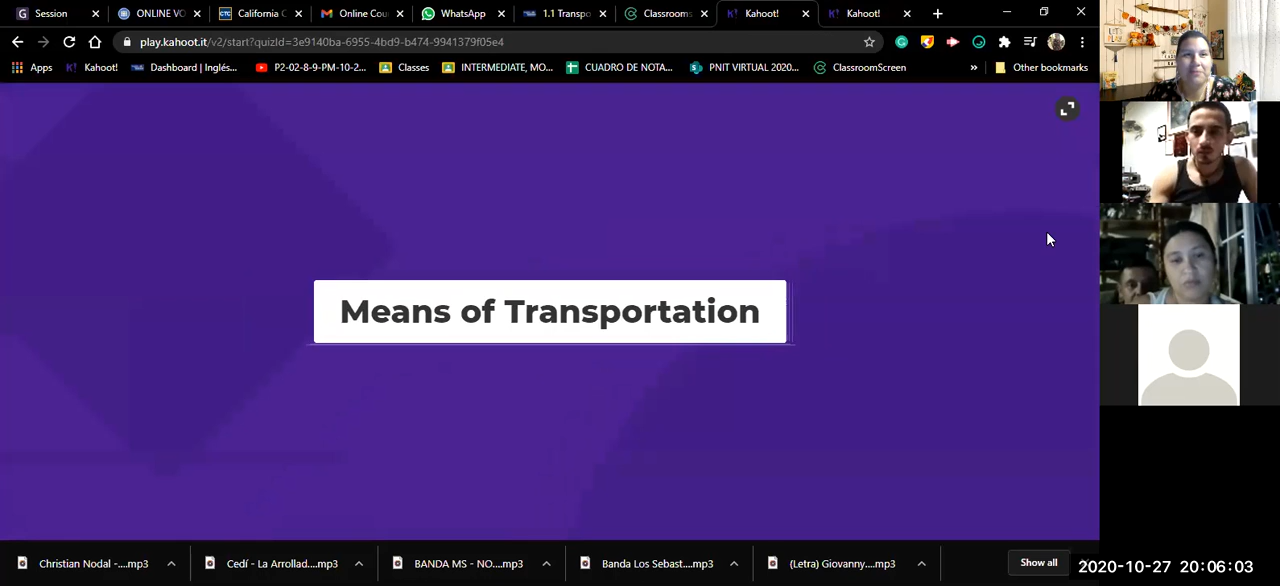 Session
ONLINE VO
California C
Online Cou
WhatsApp
1.1 Transpo
Classrooms
Kahoot!
Kahoot!
play.kahoot.it/v2/start?quizId=3e9140ba-6955-4bd9-b474-9941379f05e4
Apps
Kahoot!
Dashboard | Inglés...
P2-02-8-9-PM-10-2...
Classes
INTERMEDIATE, MO...
CUADRO DE NOTA...
PNIT VIRTUAL 2020...
ClassroomScreen
»
Other bookmarks
Means of Transportation
Christian Nodal -....mp3
Cedí - La Arrollad....mp3
BANDA MS - NO....mp3
Banda Los Sebast....mp3
(Letra) Giovanny....mp3
Show all
2020-10-27 20:06:03